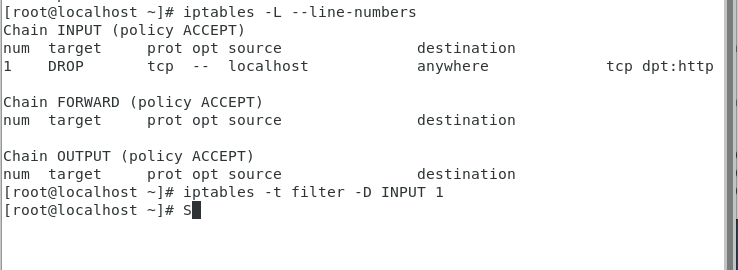 [root@localhost ~]# iptables -L --line-numbers
Chain INPUT (policy ACCEPT)
num  target     prot opt source               destination
1    DROP       tcp  --  localhost            anywhere             tcp dpt:http

Chain FORWARD (policy ACCEPT)
num  target     prot opt source               destination

Chain OUTPUT (policy ACCEPT)
num  target     prot opt source               destination
[root@localhost ~]# iptables -t filter -D INPUT 1
[root@localhost ~]# S